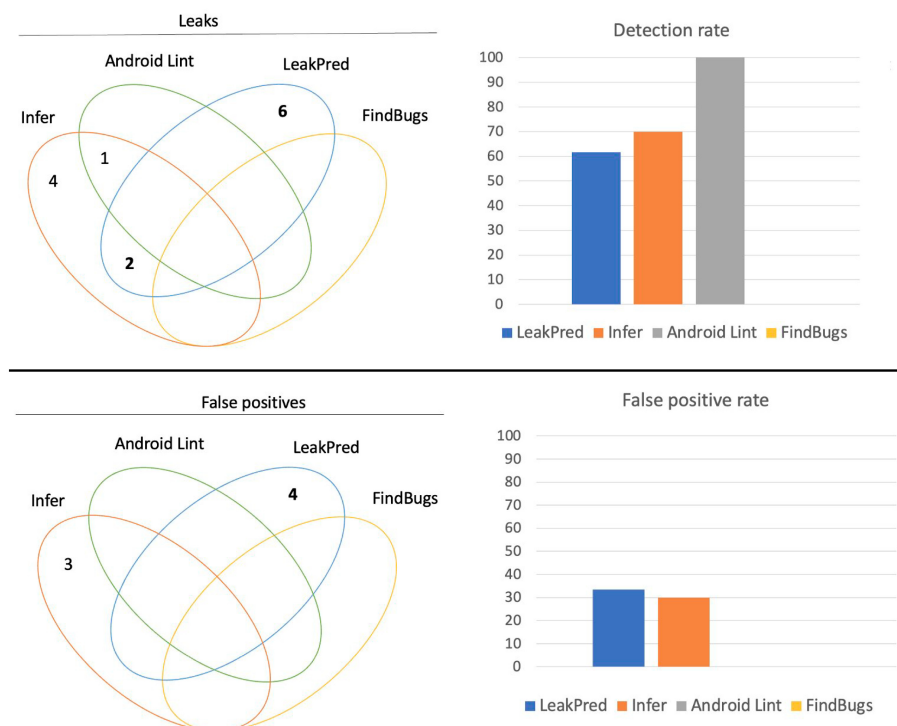 Leaks
Android Lint
LeakPred
Infer
FindBugs
6
1
4
2
Detection rate
100
90
80
70
60
50
40
30
20
10
0
LeakPred Infer Android Lint FindBugs
False positives
Android Lint
LeakPred
Infer
FindBugs
4
3
False positive rate
100
90
80
70
60
50
40
30
20
10
0
LeakPred Infer Android Lint FindBugs